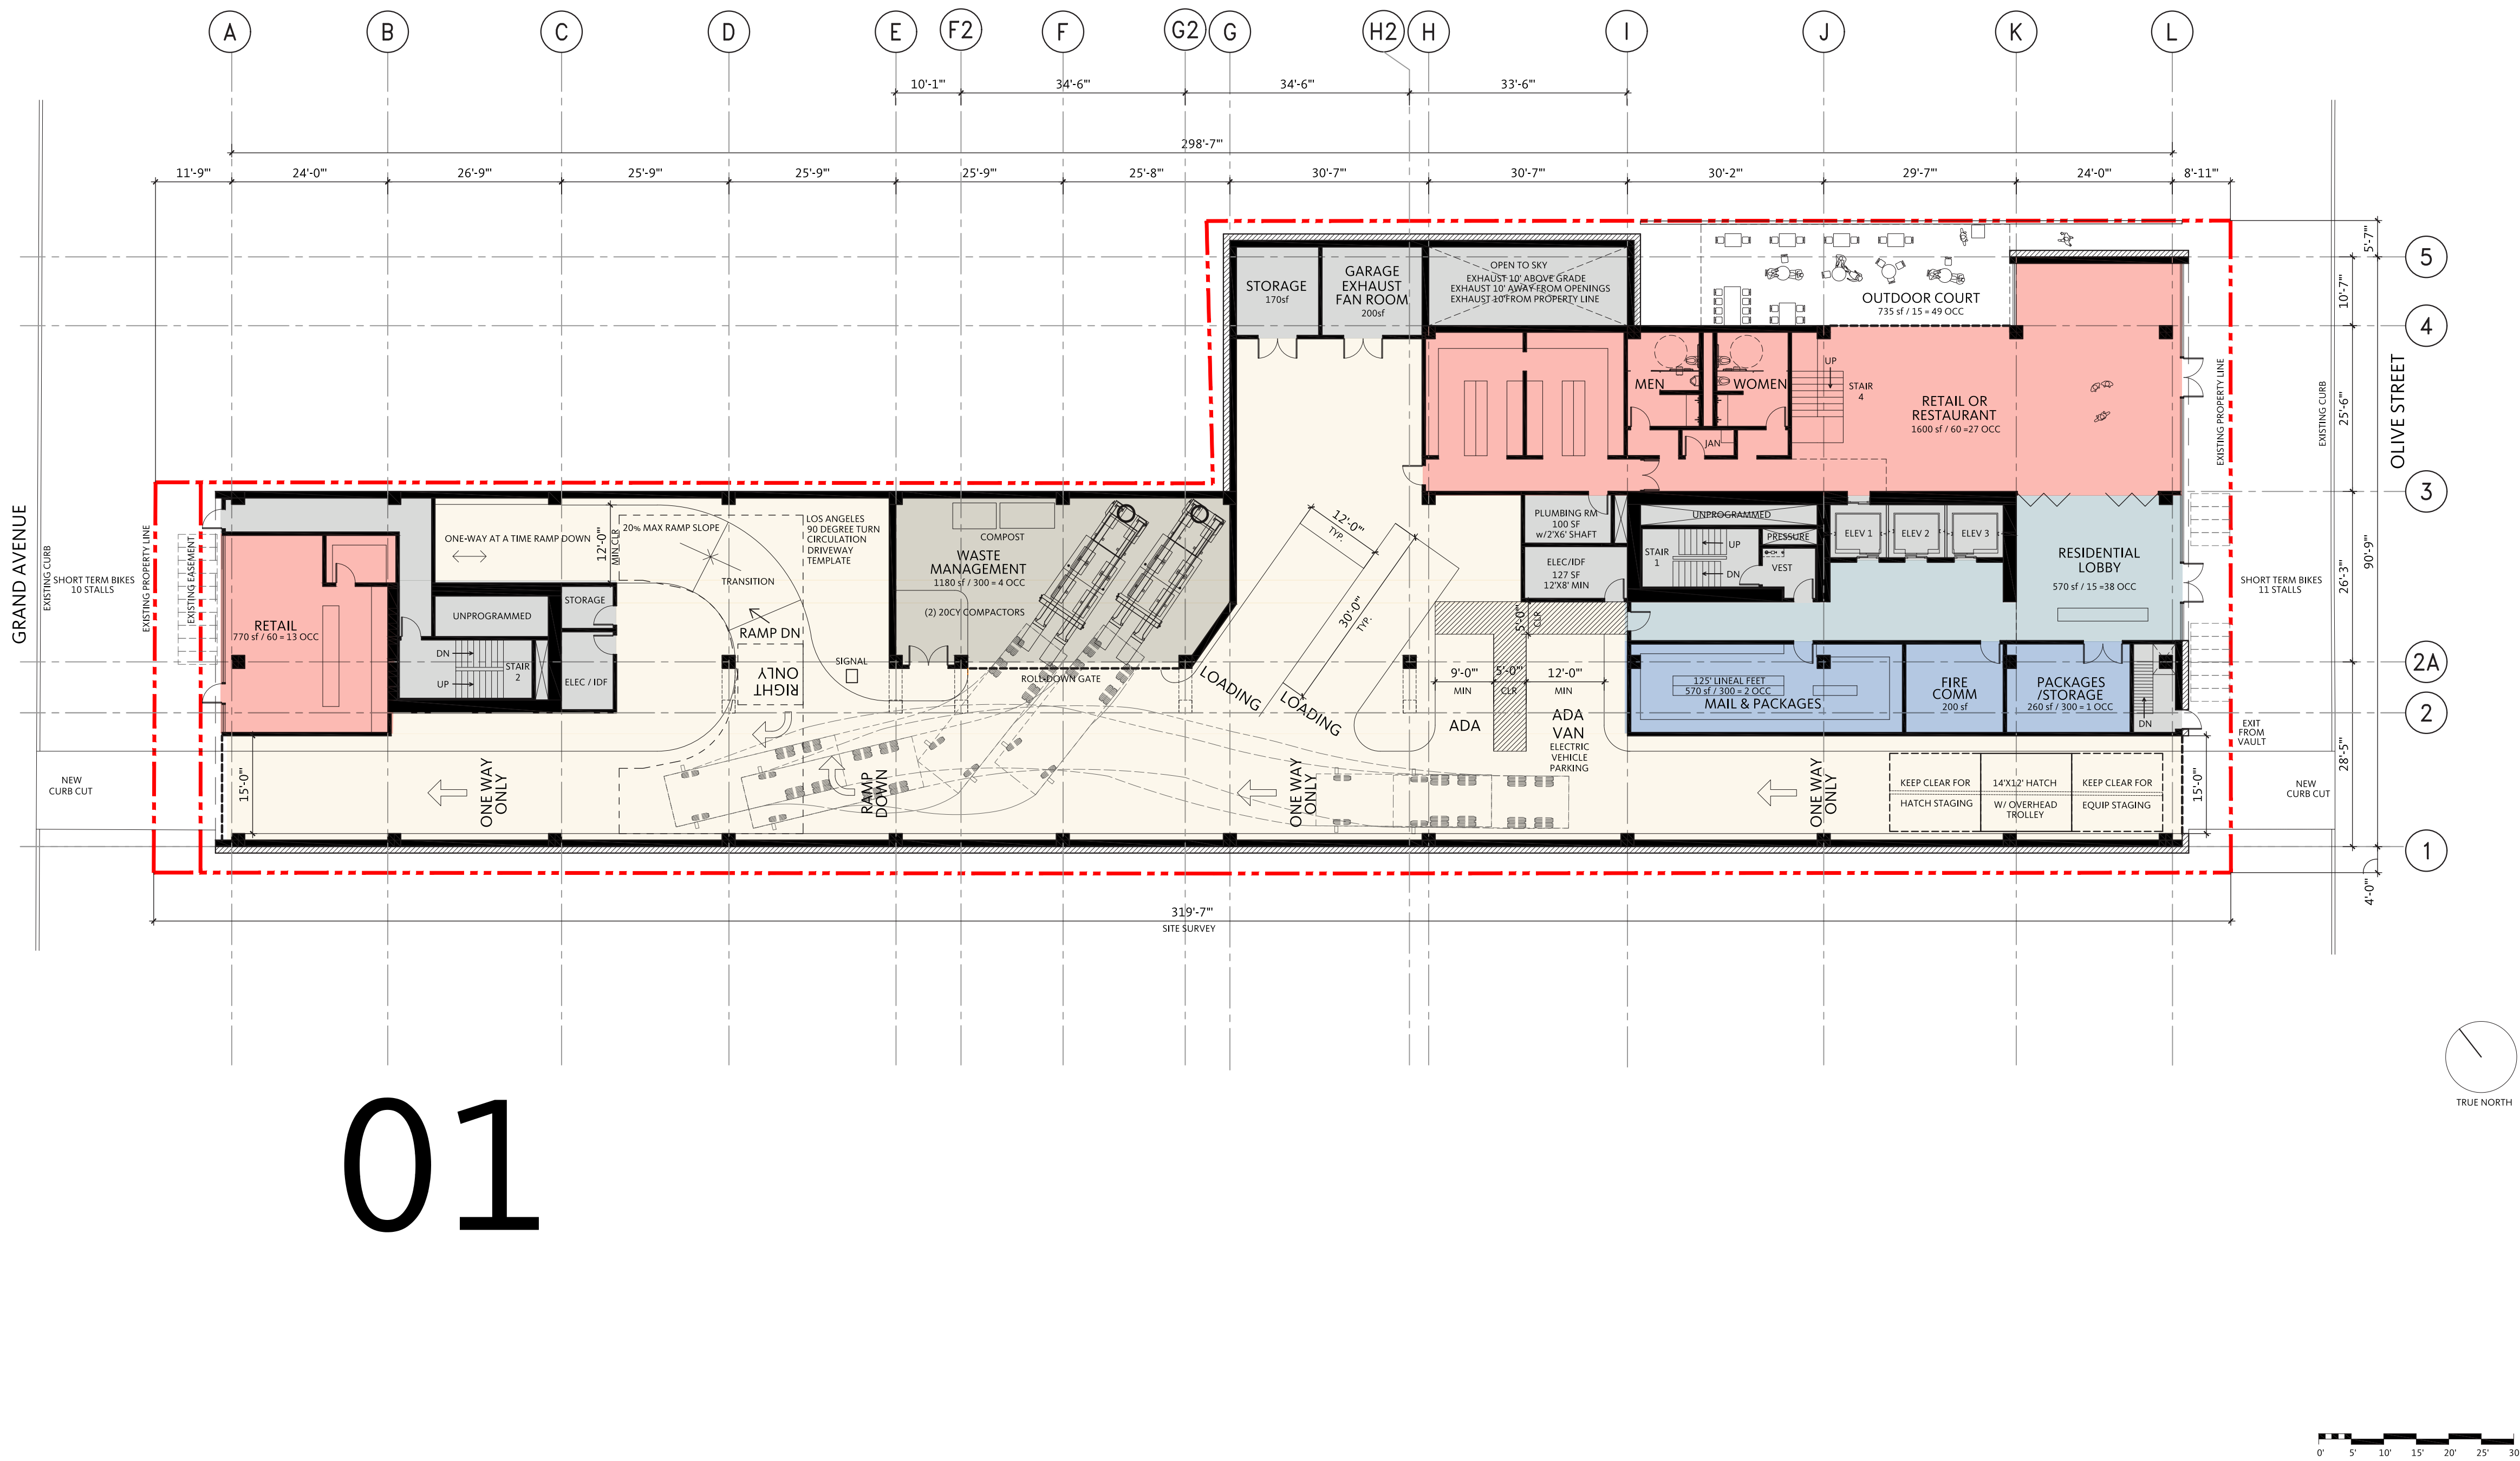 A
B
C
D
E
F2
F
G2
G
H2
H
I
J
K
L
10'-1"'
34'-6"'
34'-6"'
33'-6"'
298'-7"'
11'-9"'
24'-0"'
26'-9"'
25'-9"'
25'-9"'
25'-9"'
25'-8"'
30'-7"'
30'-7"'
30'-2"'
29'-7"'
24'-0"'
8'-11"'
5
4
3
2A
2
1
5'-7"'
10'-7"'
25'-6"'
26'-3"'
28'-5"'
90'-9"'
4'-0"'
OLIVE STREET
EXISTING CURB
EXISTING PROPERTY LINE
SHORT TERM BIKES
11 STALLS
EXIT
FROM
VAULT
NEW
CURB CUT
GRAND AVENUE
EXISTING CURB
SHORT TERM BIKES
10 STALLS
EXISTING PROPERTY LINE
EXISTING EASEMENT
NEW
CURB CUT
STORAGE
170sf
GARAGE
EXHAUST
FAN ROOM
200sf
OPEN TO SKY
EXHAUST 10' ABOVE GRADE
EXHAUST 10' AWAY FROM OPENINGS
EXHAUST 10'FROM PROPERTY LINE
OUTDOOR COURT
735 sf / 15 = 49 OCC
MEN
WOMEN
JAN
UP
STAIR
4
RETAIL OR
RESTAURANT
1600 sf / 60 =27 OCC
RETAIL
770 sf / 60 = 13 OCC
ONE-WAY AT A TIME RAMP DOWN
12'-0"'
MIN CLR
20% MAX RAMP SLOPE
TRANSITION
LOS ANGELES
90 DEGREE TURN
CIRCULATION
DRIVEWAY
TEMPLATE
UNPROGRAMMED
DN
UP
STAIR
2
STORAGE
ELEC / IDF
RAMP DN
RIGHT
ONLY
SIGNAL
COMPOST
WASTE
MANAGEMENT
1180 sf / 300 = 4 OCC
(2) 20CY COMPACTORS
ROLL-DOWN GATE
LOADING
LOADING
12'-0"'
TYP.
30'-0"'
TYP.
PLUMBING RM
100 SF
w/2'X6' SHAFT
ELEC/IDF
127 SF
12'X8' MIN
5'-0"'
CLR
9'-0"'
MIN
5'-0"'
CLR
12'-0"'
MIN
ADA
ADA
VAN
ELECTRIC
VEHICLE
PARKING
UNPROGRAMMED
STAIR
1
UP
DN
PRESSURE
VEST
ELEV 1
ELEV 2
ELEV 3
RESIDENTIAL
LOBBY
570 sf / 15 =38 OCC
125' LINEAL FEET
570 sf / 300 = 2 OCC
MAIL & PACKAGES
FIRE
COMM
200 sf
PACKAGES
/STORAGE
260 sf / 300 = 1 OCC
DN
15'-0"'
ONE WAY
ONLY
RAMP
DOWN
ONE WAY
ONLY
ONE WAY
ONLY
KEEP CLEAR FOR
HATCH STAGING
14'X12' HATCH
W/ OVERHEAD
TROLLEY
KEEP CLEAR FOR
EQUIP STAGING
15'-0"'
319'-7"'
SITE SURVEY
01
TRUE NORTH
0'
5'
10'
15'
20'
25'
30